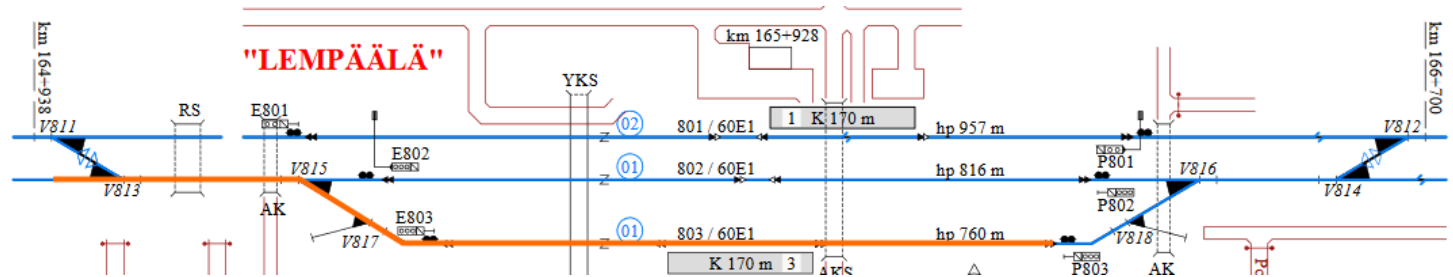 km 164+938
V811
"LEMPÄÄLÄ"
RS
E801
V813
AK
V815
E802
V817
E803
YKS
km 165+928
02
801 / 60E1
1 K 170 m
hp 957 m
01
802 / 60E1
hp 816 m
01
803 / 60E1
hp 760 m
K 170 m 3
AKS
P801
P802
P803
V816
V818
AK
V812
V814
km 166+700